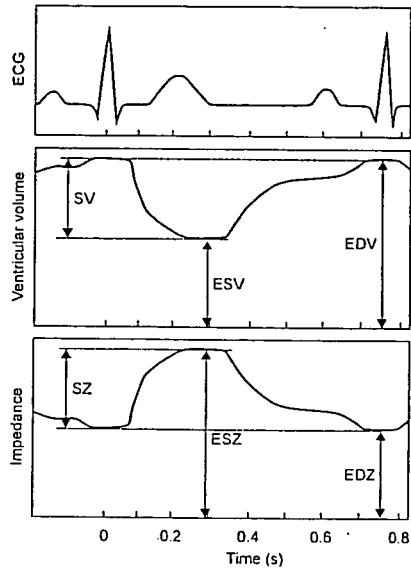 ECG
Ventricular volume
SV
ESV
EDV
Impedance
SZ
ESZ
EDZ
0 0.2 0.4 0.6 0.8
Time (s)